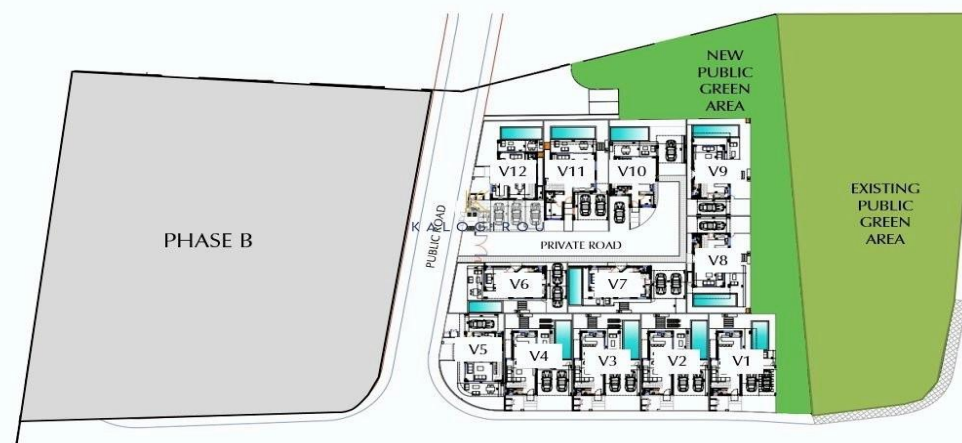 NEW
PUBLIC
GREEN
AREA
V12
V11
V10
V9
EXISTING
PUBLIC
GREEN
AREA
PHASE B
KALOGIROU
PUBLIC ROAD
PRIVATE ROAD
V8
V6
V7
V5
V4
V3
V2
V1